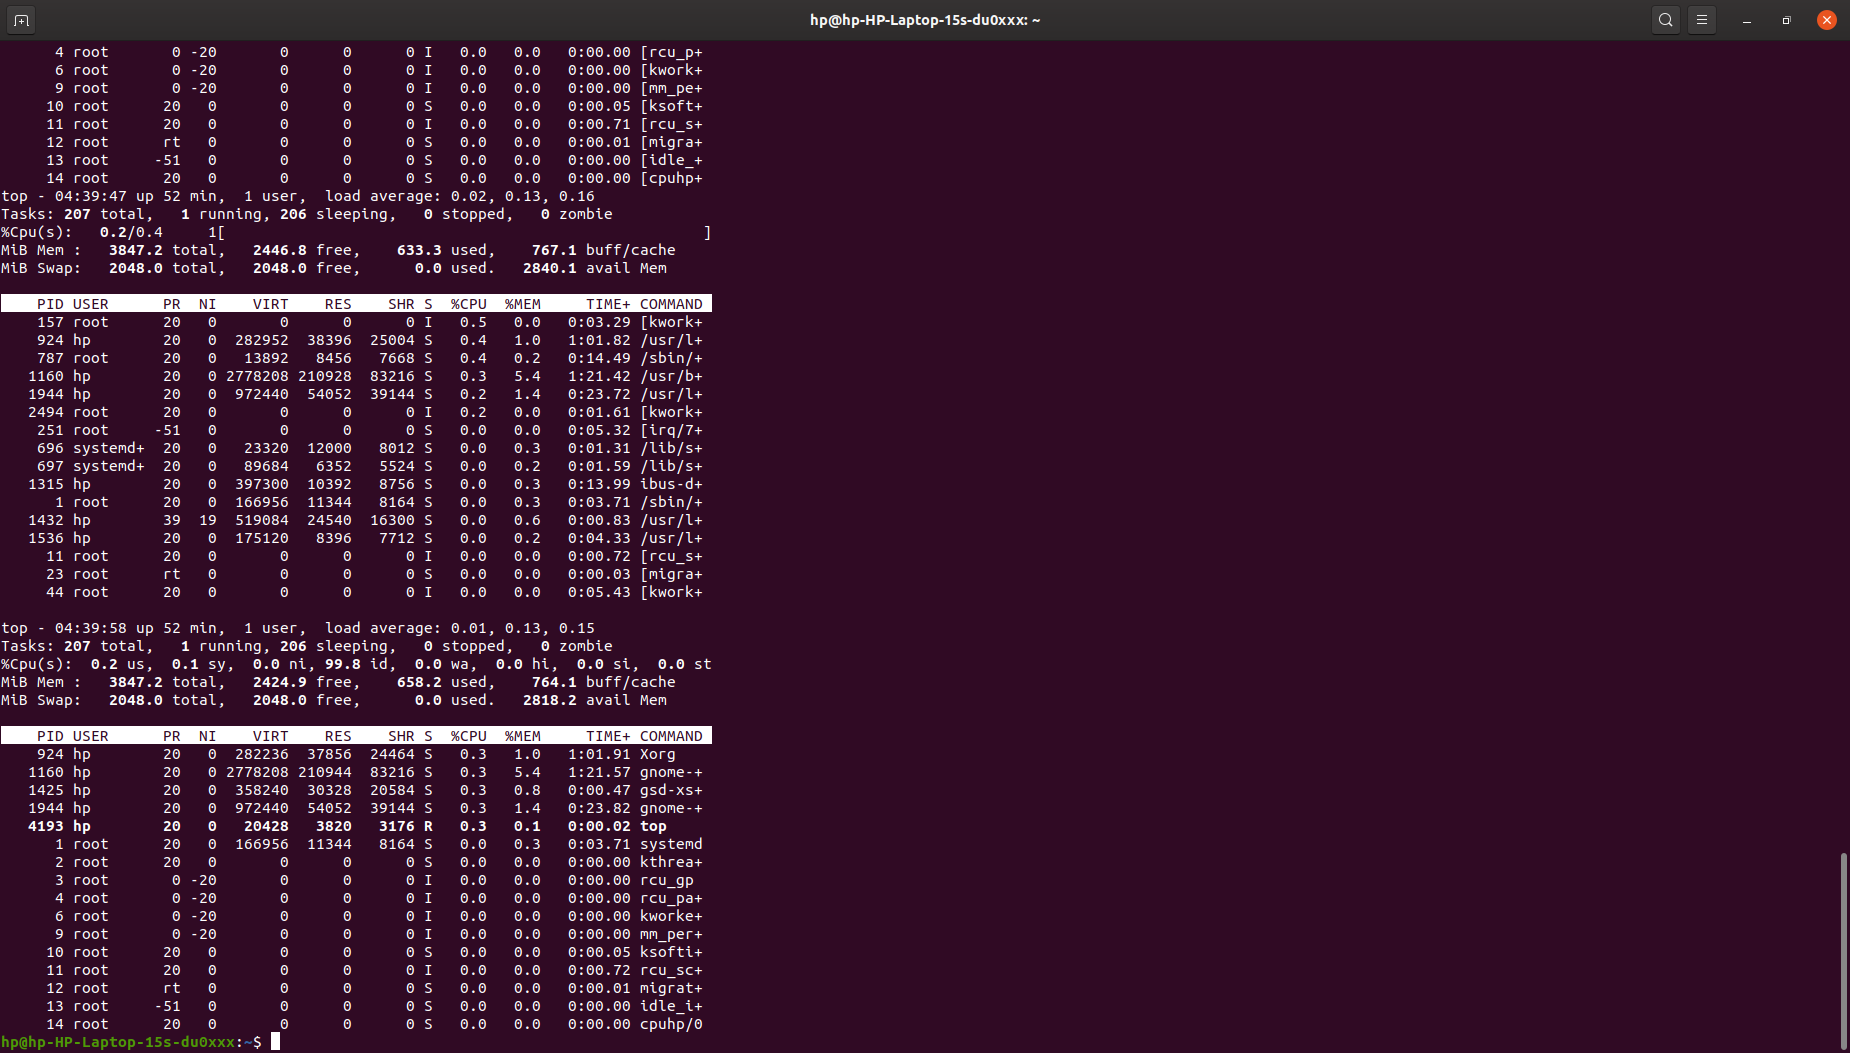 hp@hp-HP-Laptop-15s-du0xxx: ~
4 root 0 -20 0 0 0 I 0.0 0.0 0:00.00 [rcu_p+
6 root 0 -20 0 0 0 I 0.0 0.0 0:00.00 [kwork+
9 root 0 -20 0 0 0 I 0.0 0.0 0:00.00 [mm_pe+
10 root 20 0 0 0 0 S 0.0 0.0 0:00.05 [ksoft+
11 root 20 0 0 0 0 I 0.0 0.0 0:00.71 [rcu_s+
12 root rt 0 0 0 0 S 0.0 0.0 0:00.01 [migra+
13 root -51 0 0 0 0 S 0.0 0.0 0:00.00 [idle_+
14 root 20 0 0 0 0 S 0.0 0.0 0:00.00 [cpuhp+
top - 04:39:47 up 52 min, 1 user, load average: 0.02, 0.13, 0.16
Tasks: 207 total, 1 running, 206 sleeping, 0 stopped, 0 zombie
%Cpu(s): 0.2/0.4 1[ ]
MiB Mem : 3847.2 total, 2446.8 free, 633.3 used, 767.1 buff/cache
MiB Swap: 2048.0 total, 2048.0 free, 0.0 used. 2840.1 avail Mem
PID USER PR NI VIRT RES SHR S %CPU %MEM TIME+ COMMAND
157 root 20 0 0 0 0 I 0.5 0.0 0:03.29 [kwork+
924 hp 20 0 282952 38396 25004 S 0.4 1.0 1:01.82 /usr/l+
787 root 20 0 13892 8456 7668 S 0.4 0.2 0:14.49 /sbin/+
1160 hp 20 0 2778208 210928 83216 S 0.3 5.4 1:21.42 /usr/b+
1944 hp 20 0 972440 54052 39144 S 0.2 1.4 0:23.72 /usr/l+
2494 root 20 0 0 0 0 I 0.2 0.0 0:01.61 [kwork+
251 root -51 0 0 0 0 S 0.0 0.0 0:05.32 [irq/7+
696 systemd+ 20 0 23320 12000 8012 S 0.0 0.3 0:01.31 /lib/s+
697 systemd+ 20 0 89684 6352 5524 S 0.0 0.2 0:01.59 /lib/s+
1315 hp 20 0 397300 10392 8756 S 0.0 0.3 0:13.99 ibus-d+
1 root 20 0 166956 11344 8164 S 0.0 0.3 0:03.71 /sbin/+
1432 hp 39 19 519084 24540 16300 S 0.0 0.6 0:00.83 /usr/l+
1536 hp 20 0 175120 8396 7712 S 0.0 0.2 0:04.33 /usr/l+
11 root 20 0 0 0 0 I 0.0 0.0 0:00.72 [rcu_s+
23 root rt 0 0 0 0 S 0.0 0.0 0:00.03 [migra+
44 root 20 0 0 0 0 I 0.0 0.0 0:05.43 [kwork+
top - 04:39:58 up 52 min, 1 user, load average: 0.01, 0.13, 0.15
Tasks: 207 total, 1 running, 206 sleeping, 0 stopped, 0 zombie
%Cpu(s): 0.2 us, 0.1 sy, 0.0 ni, 99.8 id, 0.0 wa, 0.0 hi, 0.0 si, 0.0 st
MiB Mem : 3847.2 total, 2424.9 free, 658.2 used, 764.1 buff/cache
MiB Swap: 2048.0 total, 2048.0 free, 0.0 used. 2818.2 avail Mem
PID USER PR NI VIRT RES SHR S %CPU %MEM TIME+ COMMAND
924 hp 20 0 282236 37856 24464 S 0.3 1.0 1:01.91 Xorg
1160 hp 20 0 2778208 210944 83216 S 0.3 5.4 1:21.57 gnome-+
1425 hp 20 0 358240 30328 20584 S 0.3 0.8 0:00.47 gsd-xs+
1944 hp 20 0 972440 54052 39144 S 0.3 1.4 0:23.82 gnome-+
4193 hp 20 0 20428 3820 3176 R 0.3 0.1 0:00.02 top
1 root 20 0 166956 11344 8164 S 0.0 0.3 0:03.71 systemd
2 root 20 0 0 0 0 S 0.0 0.0 0:00.00 kthrea+
3 root 0 -20 0 0 0 I 0.0 0.0 0:00.00 rcu_gp
4 root 0 -20 0 0 0 I 0.0 0.0 0:00.00 rcu_pa+
6 root 0 -20 0 0 0 I 0.0 0.0 0:00.00 kworke+
9 root 0 -20 0 0 0 I 0.0 0.0 0:00.00 mm_per+
10 root 20 0 0 0 0 S 0.0 0.0 0:00.05 ksofti+
11 root 20 0 0 0 0 I 0.0 0.0 0:00.72 rcu_sc+
12 root rt 0 0 0 0 S 0.0 0.0 0:00.01 migrat+
13 root -51 0 0 0 0 S 0.0 0.0 0:00.00 idle_i+
14 root 20 0 0 0 0 S 0.0 0.0 0:00.00 cpuhp/0
hp@hp-HP-Laptop-15s-du0xxx:~$